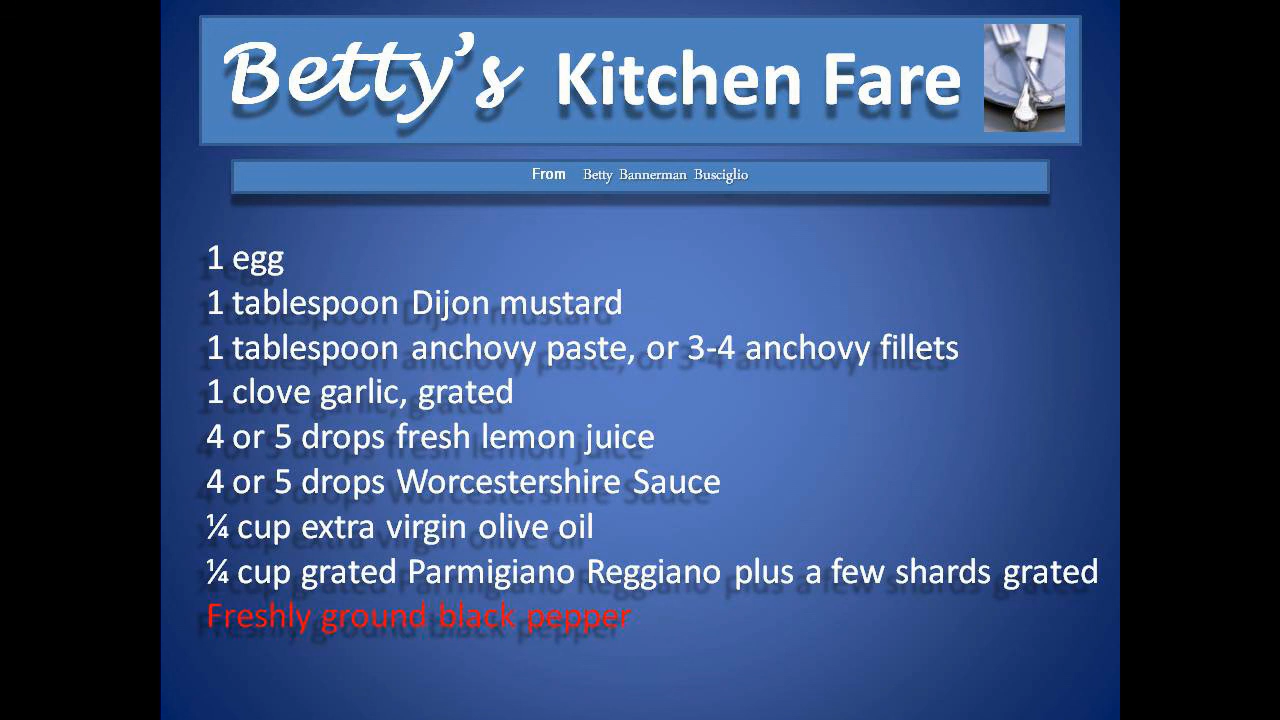 Betty's Kitchen Fare
From Betty Bannerman Busciglio
1 egg
1 tablespoon Dijon mustard
1 tablespoon anchovy paste, or 3-4 anchovy fillets
1 clove garlic, grated
4 or 5 drops fresh lemon juice
4 or 5 drops Worcestershire Sauce
¼ cup extra virgin olive oil
¼ cup grated Parmigiano Reggiano plus a few shards grated
Freshly ground black pepper